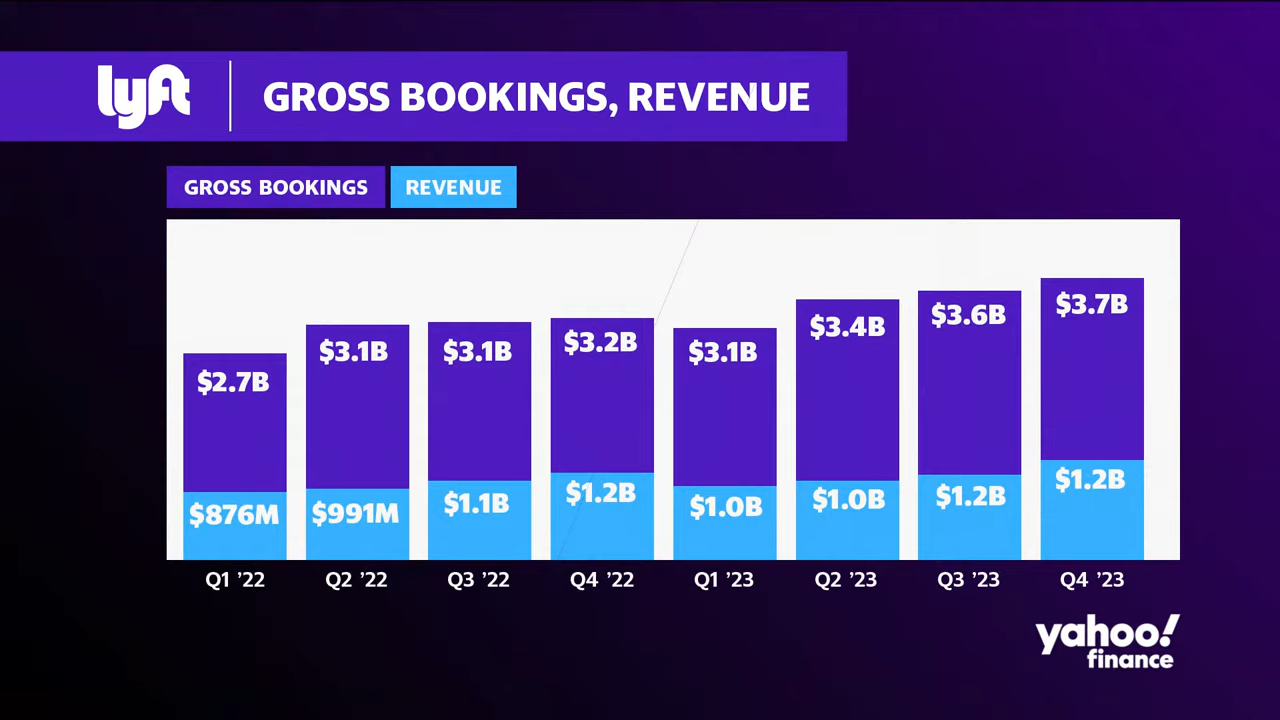 lyft
GROSS BOOKINGS, REVENUE
GROSS BOOKINGS REVENUE
$2.7B $3.1B $3.1B $3.2B $3.1B $3.4B $3.6B $3.7B
$876M $991M $1.1B $1.2B $1.0B $1.0B $1.2B $1.2B
Q1 ’22 Q2 ’22 Q3 ’22 Q4 ’22 Q1 ’23 Q2 ’23 Q3 ’23 Q4 ’23
yahoo!
finance